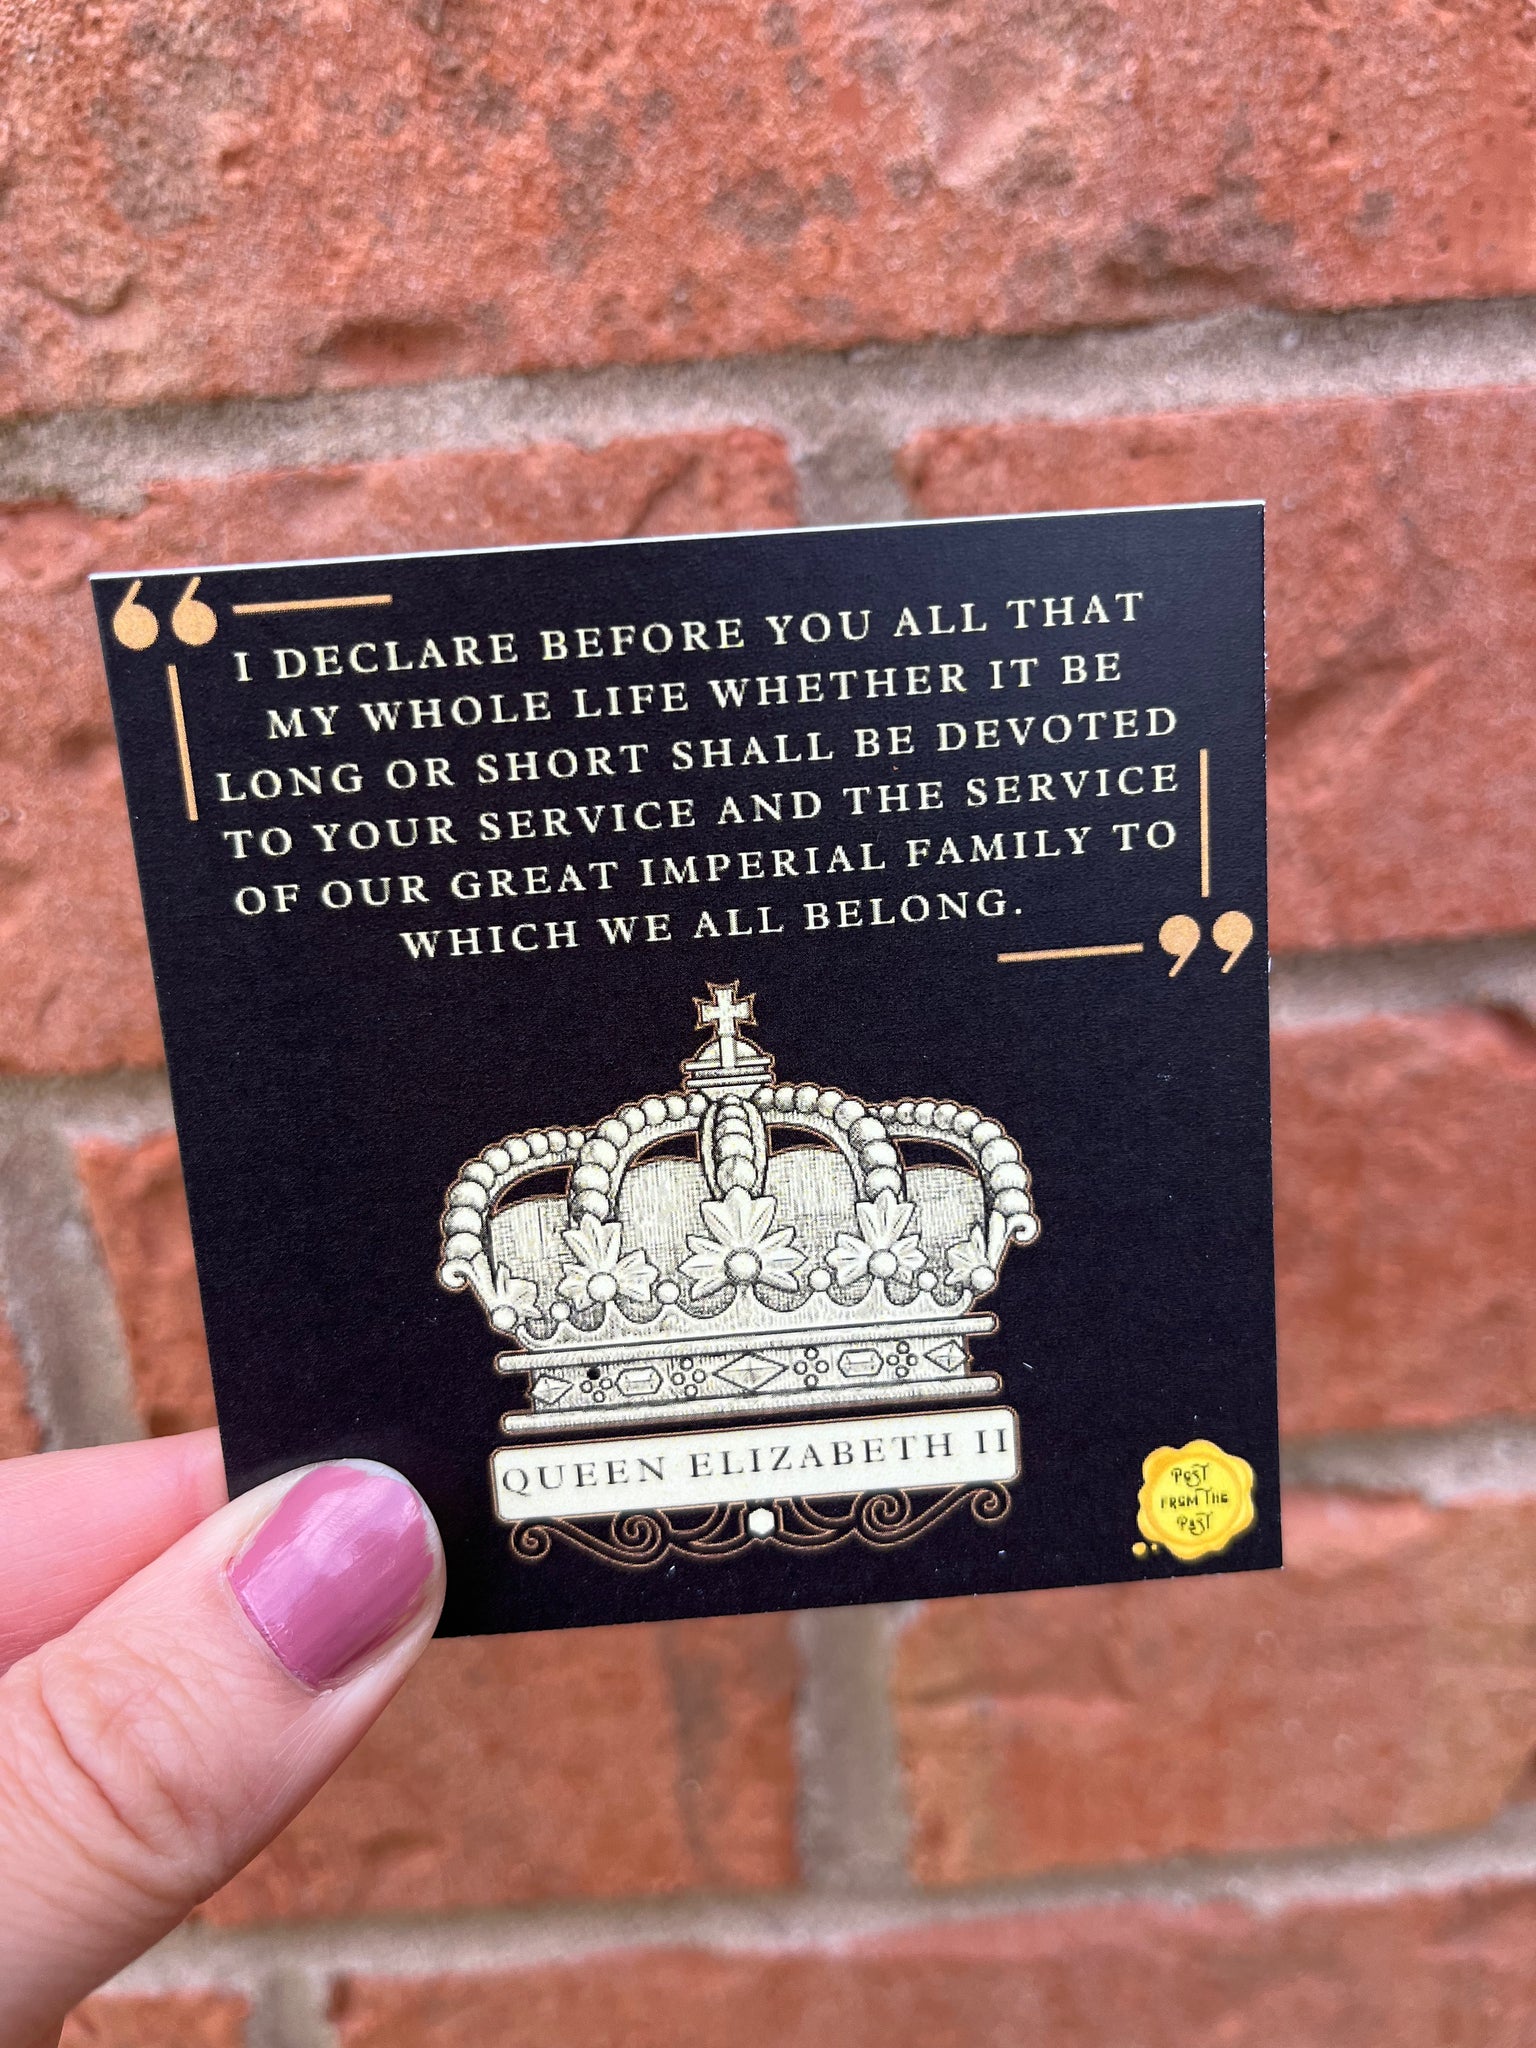 “ I DECLARE BEFORE YOU ALL THAT
MY WHOLE LIFE WHETHER IT BE
LONG OR SHORT SHALL BE DEVOTED
TO YOUR SERVICE AND THE SERVICE
OF OUR GREAT IMPERIAL FAMILY TO
WHICH WE ALL BELONG. ”
QUEEN ELIZABETH II
Post
FROM THE
Past